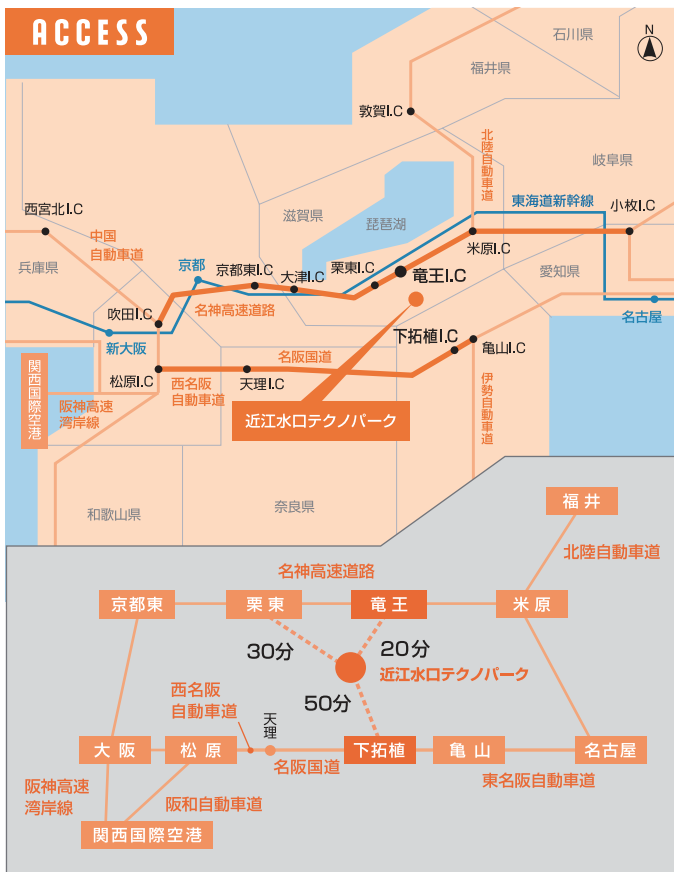 ACCESS
N
石川県
福井県
敦賀I.C
北陸自動車道
岐阜県
西宮北I.C
東海道新幹線
小枚I.C
滋賀県
琵琶湖
中国
自動車道
兵庫県
京都
京都東I.C
大津I.C
栗東I.C
竜王I.C
米原I.C
愛知県
吹田I.C
名神高速道路
名古屋
新大阪
下拓植I.C
亀山I.C
関西国際空港
松原I.C
西名阪
自動車道
天理I.C
名阪国道
阪神高速
湾岸線
近江水口テクノパーク
伊勢自動車道
和歌山県
奈良県
福井
北陸自動車道
名神高速道路
京都東
栗東
竜王
米原
30分
20分
近江水口テクノパーク
50分
西名阪
自動車道
天理
大阪
松原
名阪国道
下拓植
亀山
名古屋
東名阪自動車道
阪神高速
湾岸線
阪和自動車道
関西国際空港